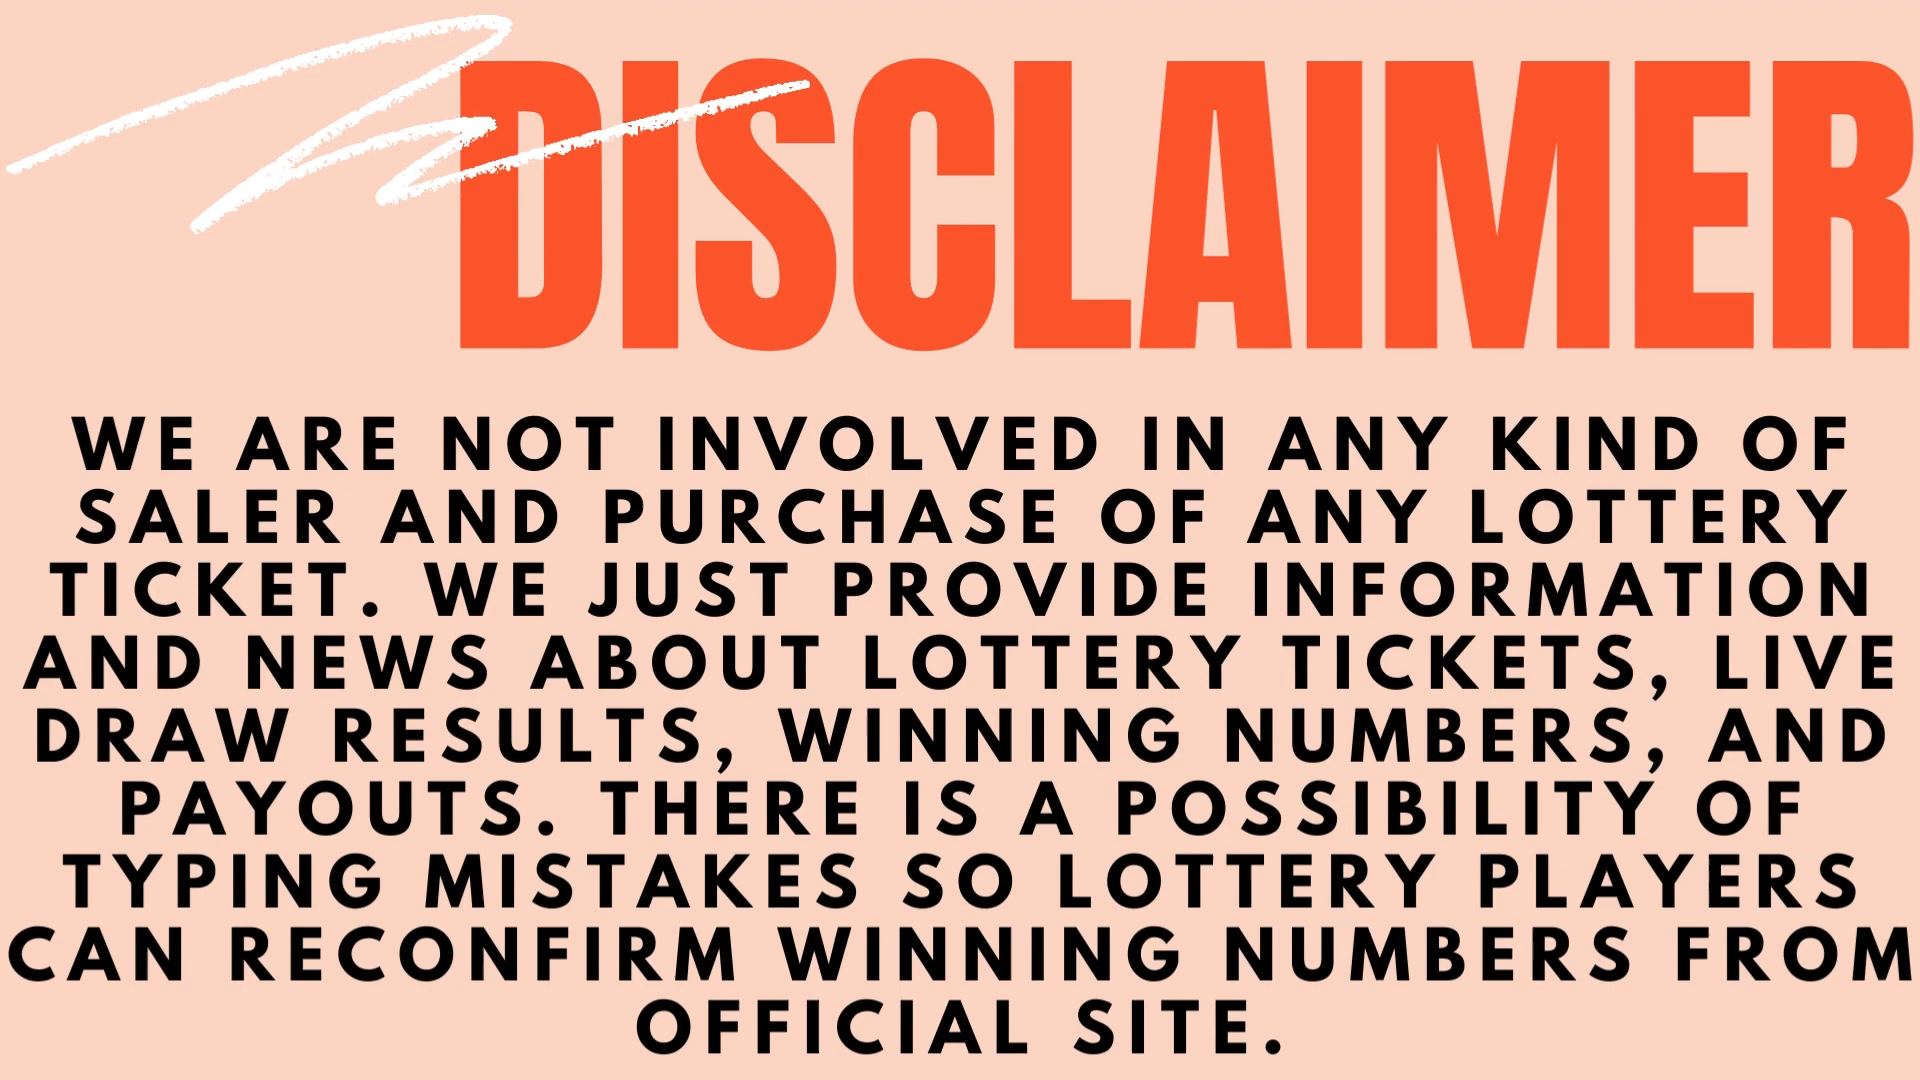 DISCLAIMER
WE ARE NOT INVOLVED IN ANY KIND OF
SALER AND PURCHASE OF ANY LOTTERY
TICKET. WE JUST PROVIDE INFORMATION
AND NEWS ABOUT LOTTERY TICKETS, LIVE
DRAW RESULTS, WINNING NUMBERS, AND
PAYOUTS. THERE IS A POSSIBILITY OF
TYPING MISTAKES SO LOTTERY PLAYERS
CAN RECONFIRM WINNING NUMBERS FROM
OFFICIAL SITE.